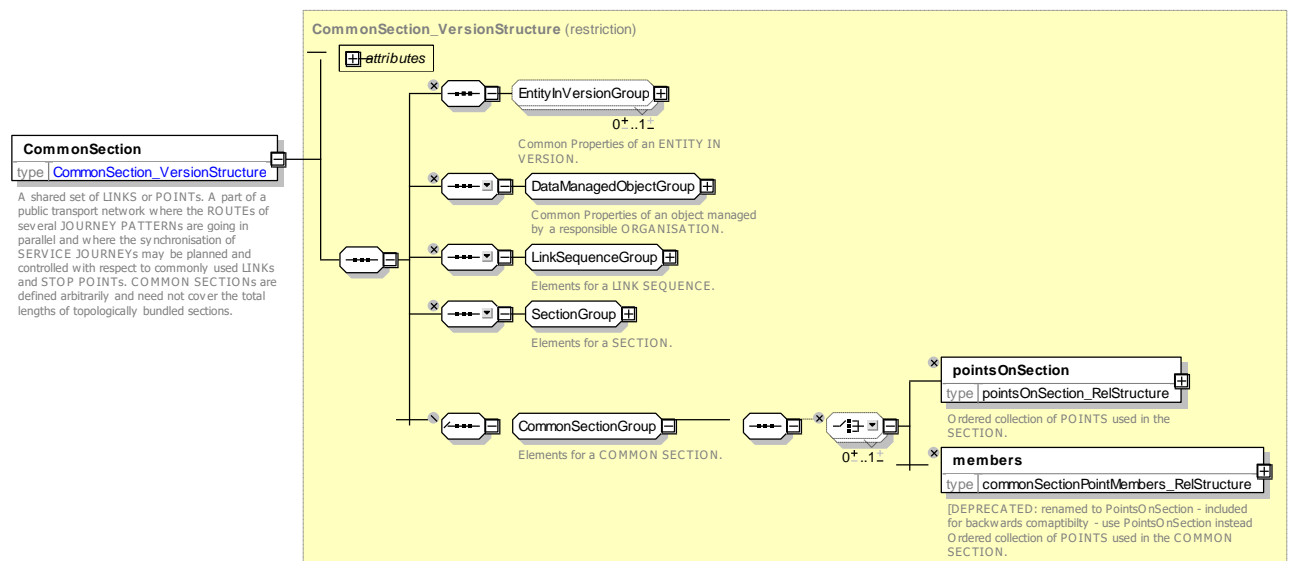 CommonSection_VersionStructure (restriction)
attributes
EntityInVersionGroup
0..1
Common Properties of an ENTITY IN
VERSION.
CommonSection
type CommonSection_VersionStructure
A shared set of LINKS or POINTs. A part of a
public transport network where the ROUTEs of
several JOURNEY PATTERNs are going in
parallel and where the synchronisation of
SERVICE JOURNEYs may be planned and
controlled with respect to commonly used LINKs
and STOP POINTs. COMMON SECTIONs are
defined arbitrarily and need not cover the total
lengths of topologically bundled sections.
DataManagedObjectGroup
Common Properties of an object managed
by a responsible ORGANISATION.
LinkSequenceGroup
Elements for a LINK SEQUENCE.
SectionGroup
Elements for a SECTION.
CommonSectionGroup
Elements for a COMMON SECTION.
0..1
pointsOnSection
type pointsOnSection_RelStructure
Ordered collection of POINTS used in the
SECTION.
members
type commonSectionPointMembers_RelStructure
[DEPRECATED: renamed to PointsOnSection - included
for backwards comaptibilty - use PointsOnSection instead
Ordered collection of POINTS used in the COMMON
SECTION.